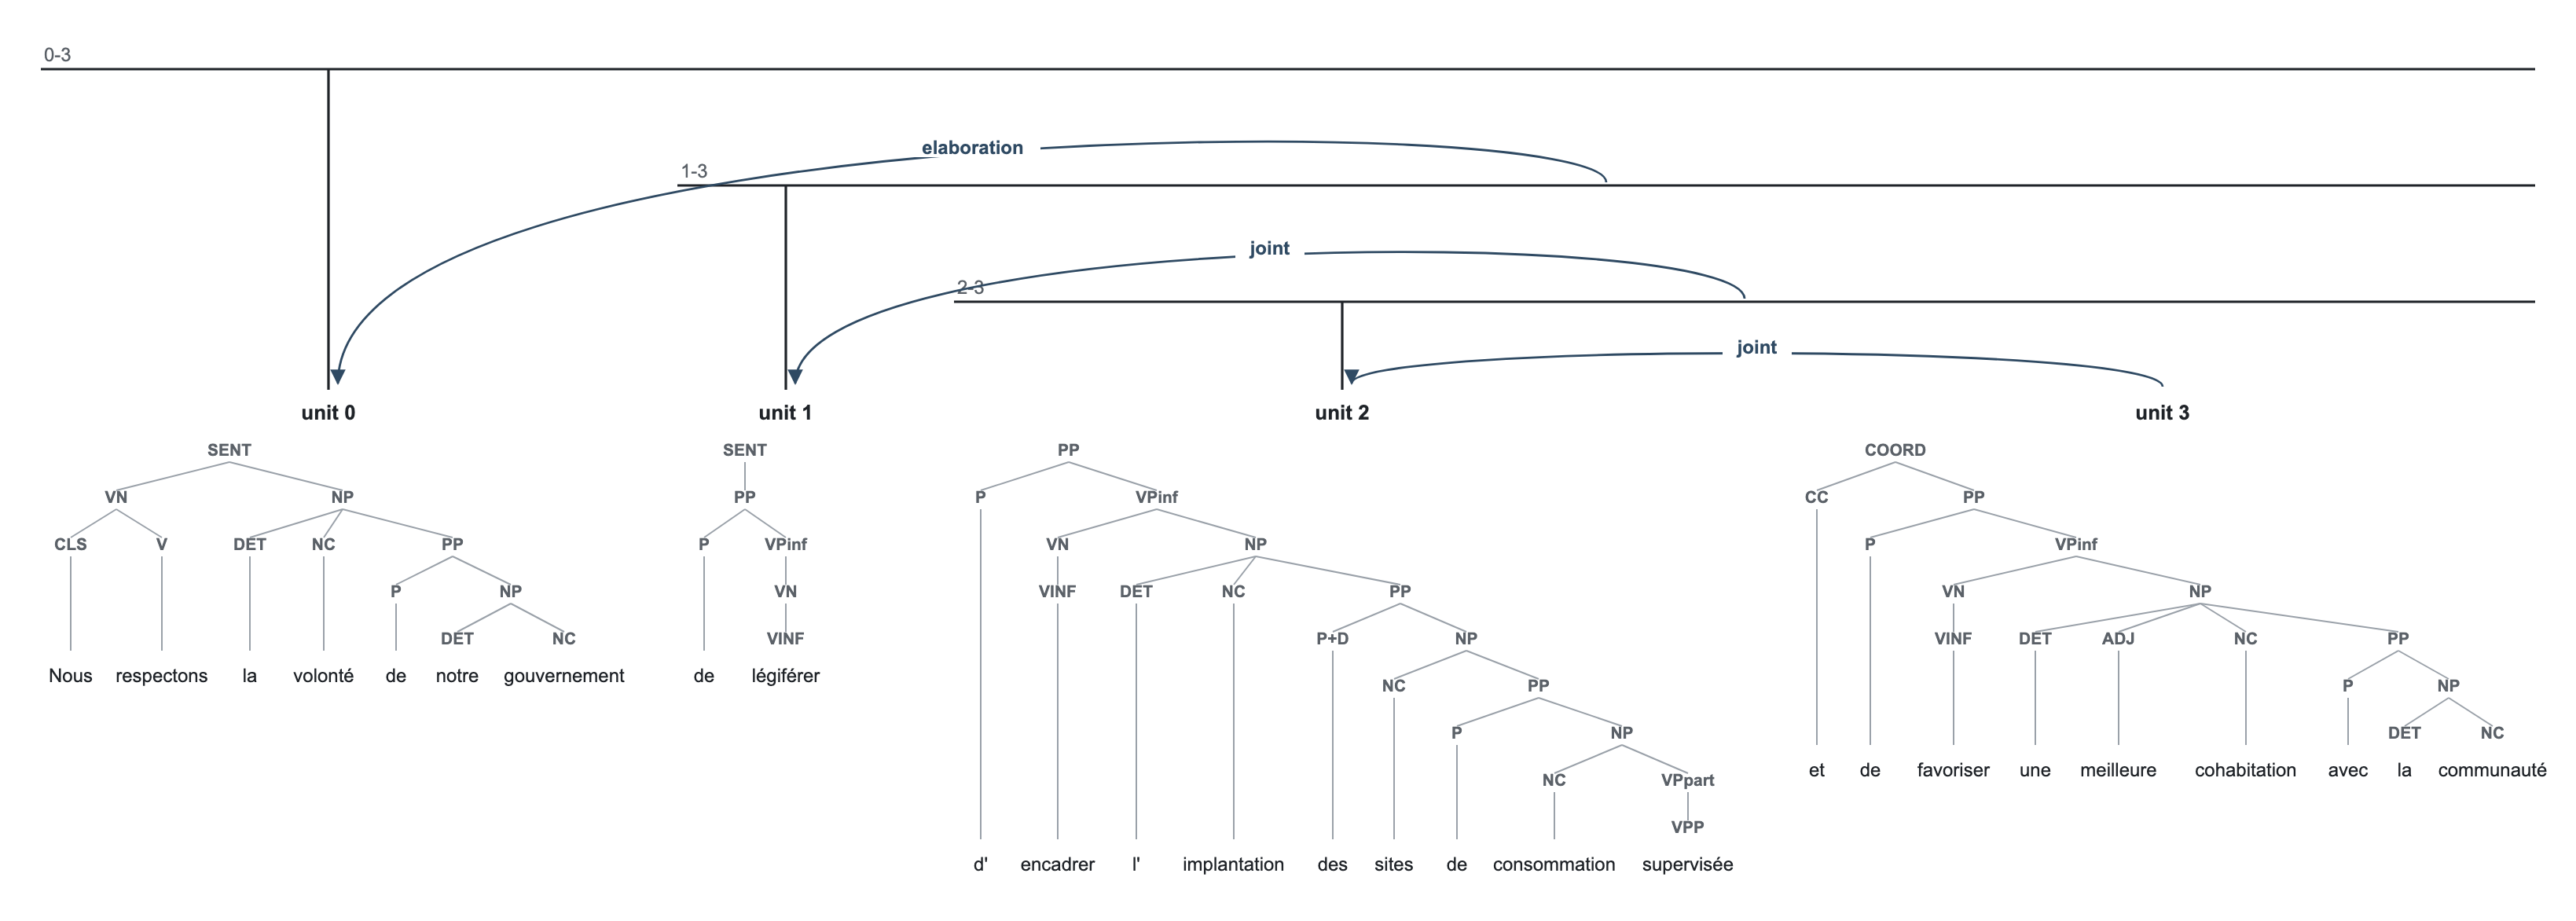 0-3
elaboration
1-3
joint
2-3
joint
unit 0 unit 1 unit 2 unit 3
SENT SENT PP COORD
VN NP PP P VPinf CC PP
CLS V DET NC PP P VPinf VN NP P VPinf
P NP VN VINF DET NC PP VN NP
DET NC VINF P+D NP VINF DET ADJ NC PP
Nous respectons la volonté de notre gouvernement de légiférer NC PP P NP
P NP DET NC
et de favoriser une meilleure cohabitation avec la communauté
NC VPpart
VPP
d' encadrer l' implantation des sites de consommation supervisée